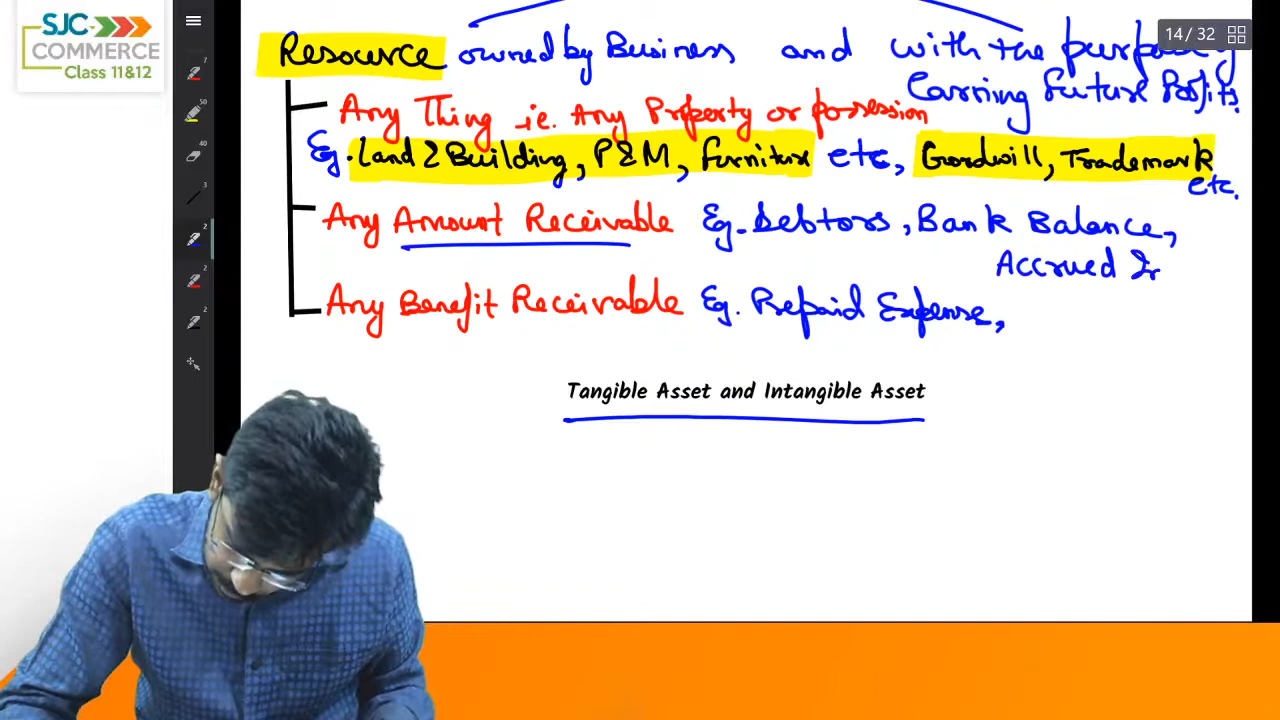 SJC
COMMERCE
Class 11&12
14 / 32
Resource owned by Business and with the purpose of
earning future Profits.
Any Thing i.e. Any Property or possession
Eg. Land & Building, P&M, Furniture etc, Goodwill, Trademark
etc.
Any Amount Receivable Eg. Debtors, Bank Balance,
Accrued In
Any Benefit Receivable Eg. Prepaid Expense,
Tangible Asset and Intangible Asset